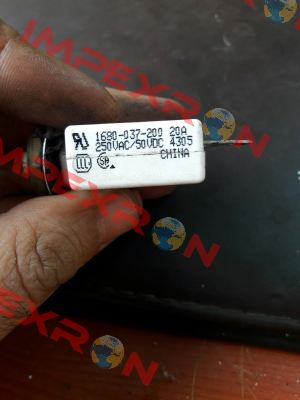 IMPEXRON
1680-037-200 20A
250VAC/50VDC 4305
CHINA
IMPEXRON
IMPEXRON